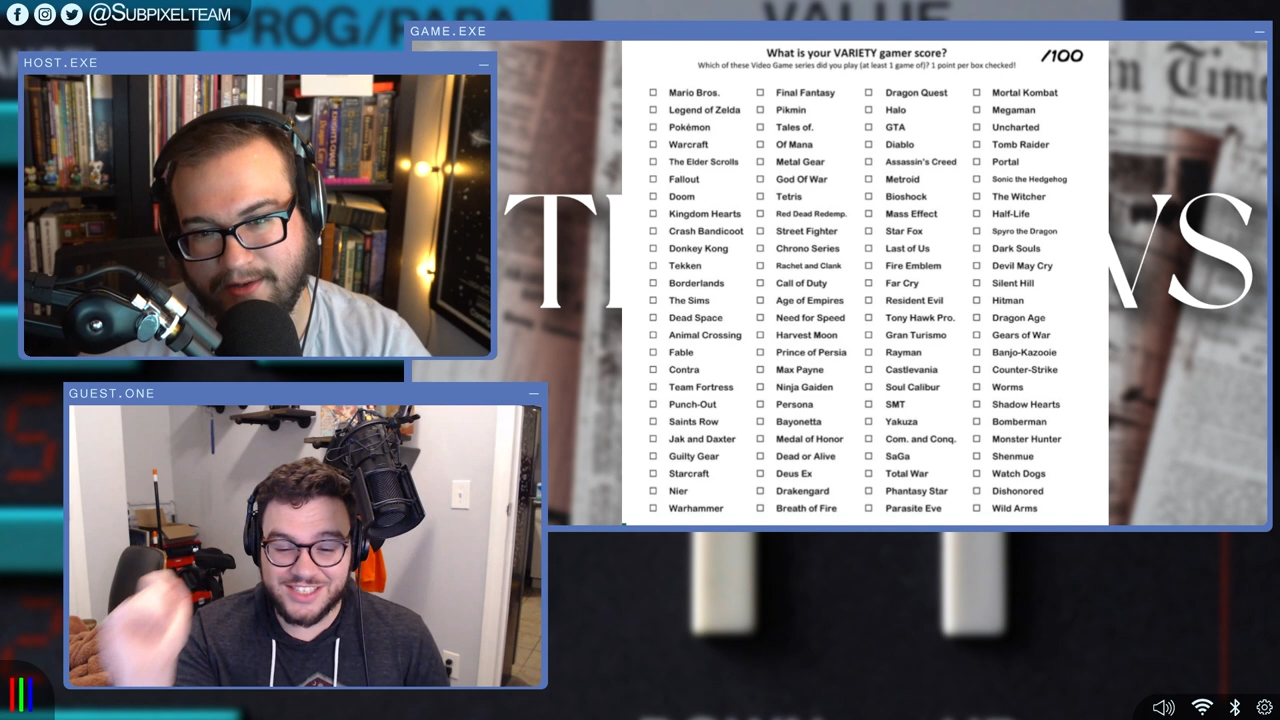 @SUBPIXELTEAM
PROG/PARA
VALUE
GAME.EXE
HOST.EXE
What is your VARIETY gamer score?
/100
Which of these Video Game series did you play (at least 1 game of)? 1 point per box checked!
Mario Bros. Final Fantasy Dragon Quest Mortal Kombat
Legend of Zelda Pikmin Halo Megaman
Pokémon Tales of. GTA Uncharted
Warcraft Of Mana Diablo Tomb Raider
The Elder Scrolls Metal Gear Assassin's Creed Portal
Fallout God Of War Metroid Sonic the Hedgehog
Doom Tetris Bioshock The Witcher
Kingdom Hearts Red Dead Redemp. Mass Effect Half-Life
Crash Bandicoot Street Fighter Star Fox Spyro the Dragon
Donkey Kong Chrono Series Last of Us Dark Souls
Tekken Rachet and Clank Fire Emblem Devil May Cry
Borderlands Call of Duty Far Cry Silent Hill
The Sims Age of Empires Resident Evil Hitman
Dead Space Need for Speed Tony Hawk Pro. Dragon Age
Animal Crossing Harvest Moon Gran Turismo Gears of War
Fable Prince of Persia Rayman Banjo-Kazooie
Contra Max Payne Castlevania Counter-Strike
Team Fortress Ninja Gaiden Soul Calibur Worms
Punch-Out Persona SMT Shadow Hearts
Saints Row Bayonetta Yakuza Bomberman
Jak and Daxter Medal of Honor Com. and Conq. Monster Hunter
Guilty Gear Dead or Alive SaGa Shenmue
Starcraft Deus Ex Total War Watch Dogs
Nier Drakengard Phantasy Star Dishonored
Warhammer Breath of Fire Parasite Eve Wild Arms
GUEST.ONE